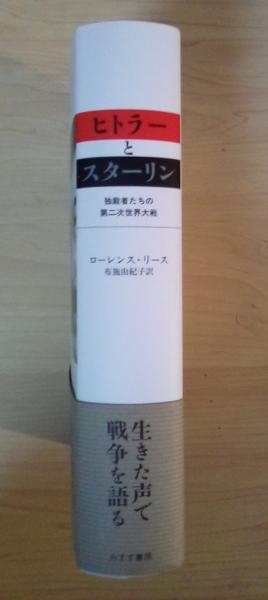 ヒトラー
と
スターリン
独裁者たちの
第二次世界大戦
ローレンス・リース
布施由紀子訳
生きた声で
戦争を語る
みすず書房